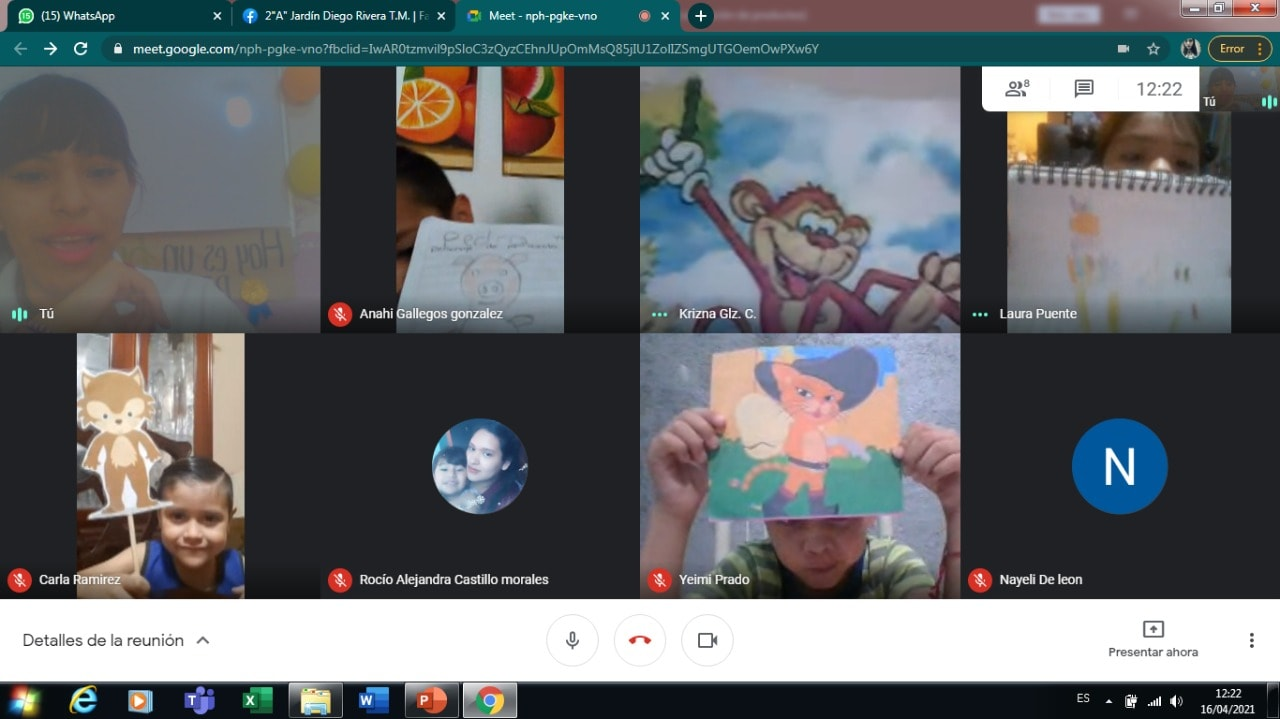 (15) WhatsApp
2"A" Jardín Diego Rivera T.M. | Fa
Meet - nph-pgke-vno
meet.google.com/nph-pgke-vno?fbclid=IwAR0tzmviI9pSIoC3zQyzCEhnJUpOmMsQ85jIU1ZoIIZSmgUTGOemOwPXw6Y
Error
8
12:22
Tú
Hoy es un
Pedro
Tú
Anahi Gallegos gonzalez
Krizna Glz. C.
Laura Puente
N
Carla Ramirez
Rocío Alejandra Castillo morales
Yeimi Prado
Nayeli De leon
Detalles de la reunión
Presentar ahora
ES
12:22
16/04/2021